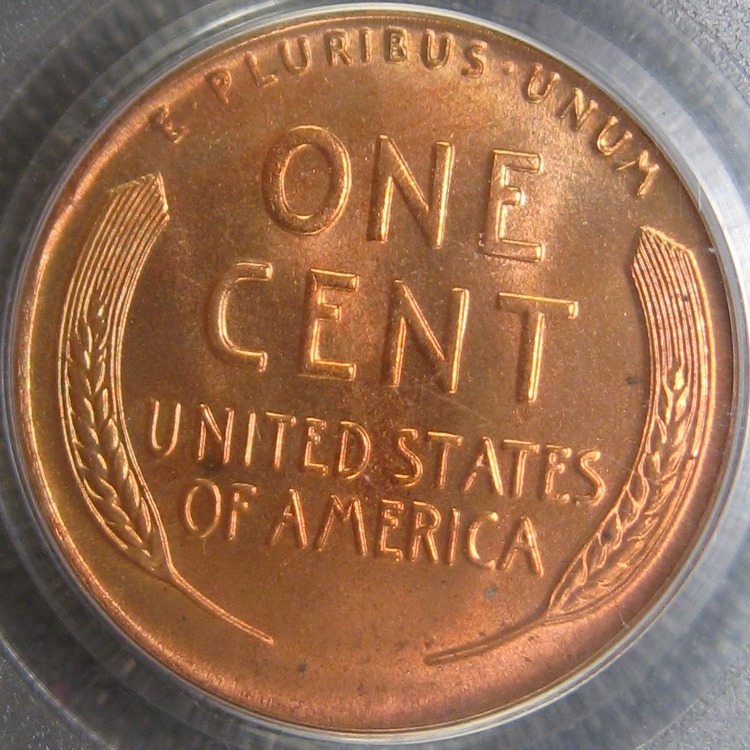 E · PLURIBUS · UNUM
ONE
CENT
UNITED STATES
OF AMERICA